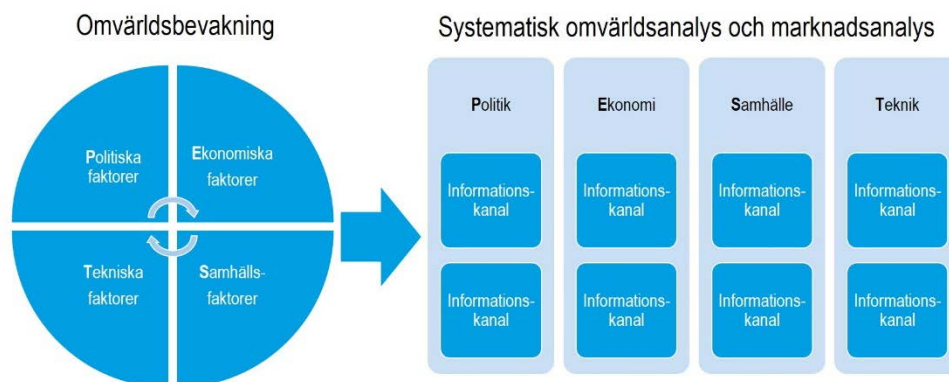 Omvärldsbevakning
Politiska
faktorer
Ekonomiska
faktorer
Tekniska
faktorer
Samhälls-
faktorer
Systematisk omvärldsanalys och marknadsanalys
Politik
Informations-
kanal
Informations-
kanal
Ekonomi
Informations-
kanal
Informations-
kanal
Samhälle
Informations-
kanal
Informations-
kanal
Teknik
Informations-
kanal
Informations-
kanal